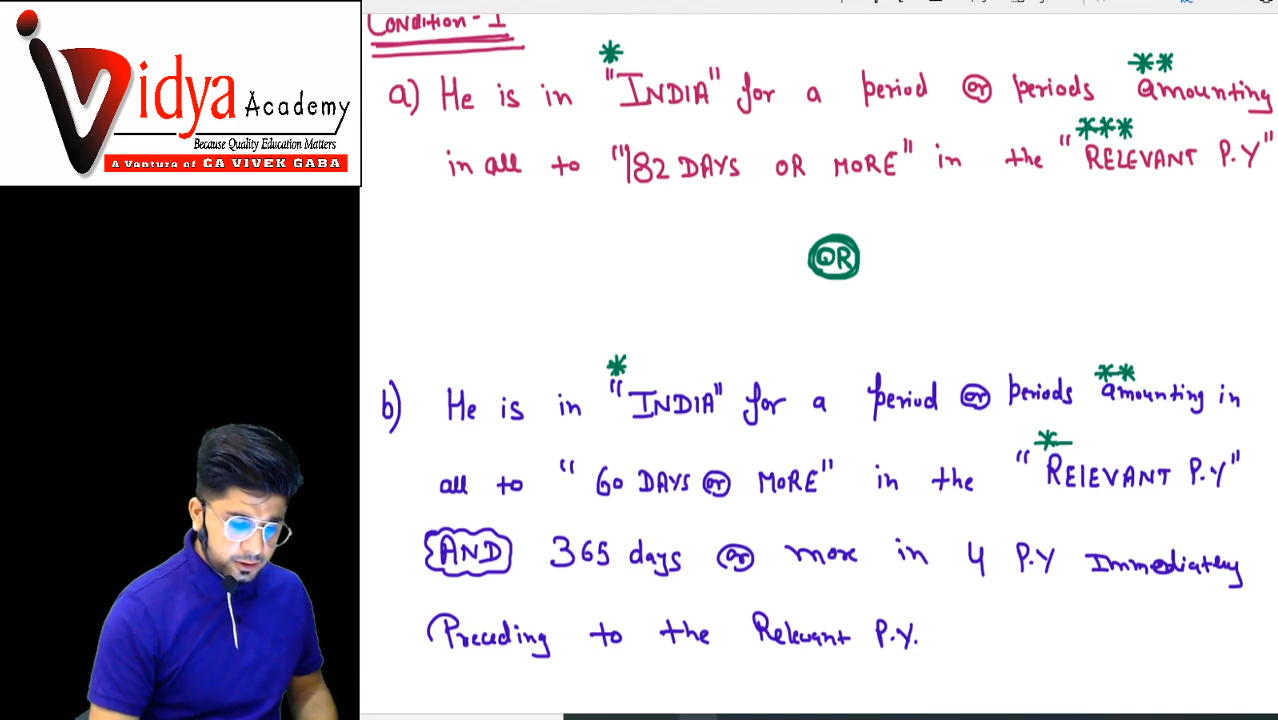 Vidya Academy
Because Quality Education Matters
A Ventura of CA VIVEK GABA
Condition - I
*
**
a) He is in "INDIA" for a period or periods amounting
***
in all to "182 DAYS OR MORE" in the "RELEVANT P.Y"
OR
*
**
b) He is in "INDIA" for a period or periods amounting in
*
all to "60 DAYS or MORE" in the "RELEVANT P.Y"
AND 365 days or more in 4 P.Y Immediately
Preceding to the Relevant P.Y.